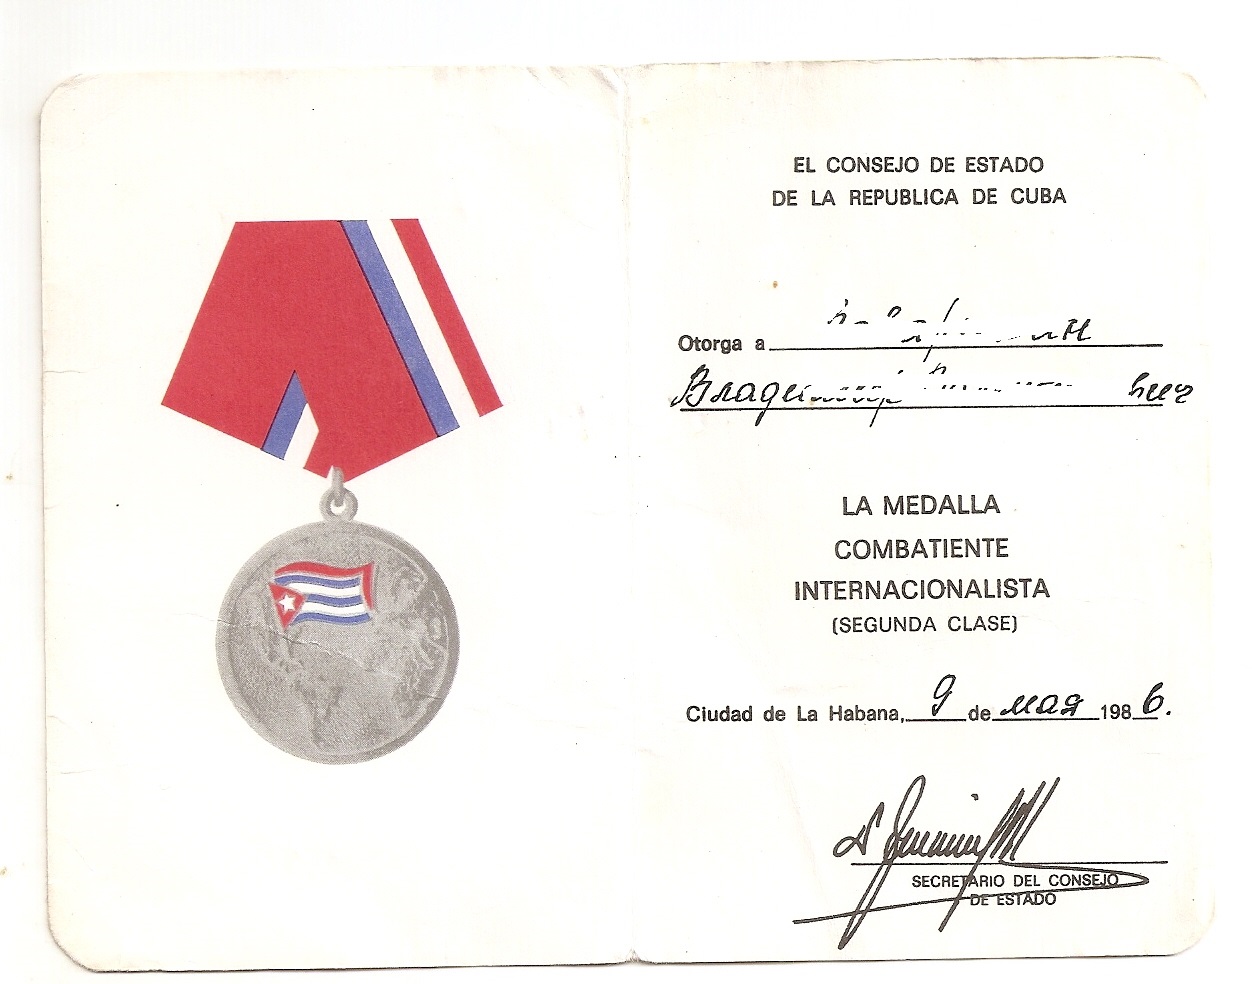 EL CONSEJO DE ESTADO
DE LA REPUBLICA DE CUBA
Otorga a
LA MEDALLA
COMBATIENTE
INTERNACIONALISTA
(SEGUNDA CLASE)
Ciudad de La Habana, 9 de мая 1986.
SECRETARIO DEL CONSEJO
DE ESTADO